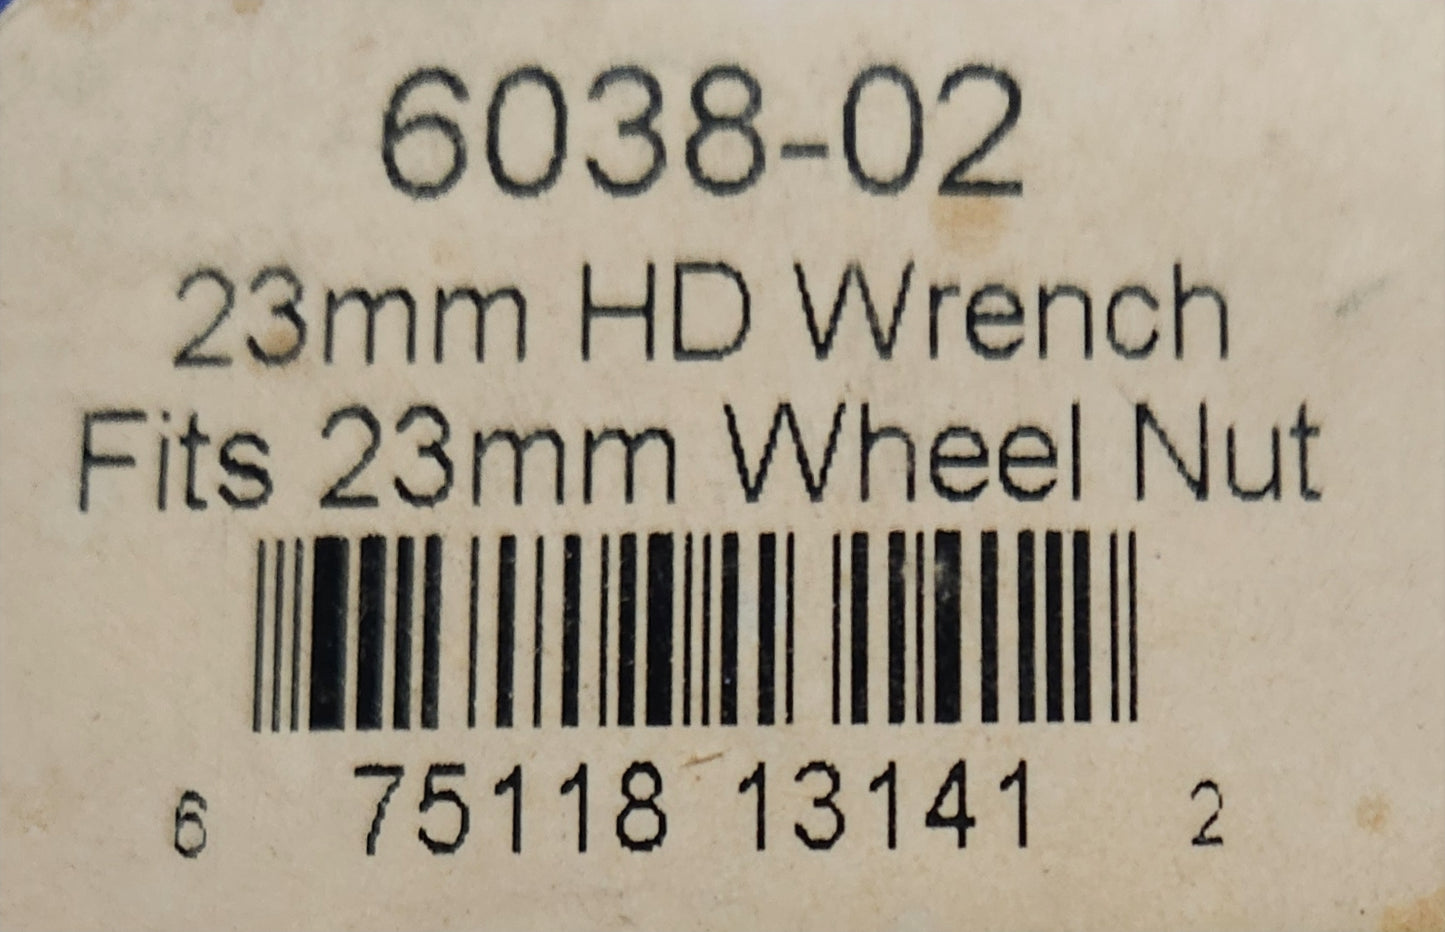 6038-02
23mm HD Wrench
Fits 23mm Wheel Nut
6 75118 13141 2